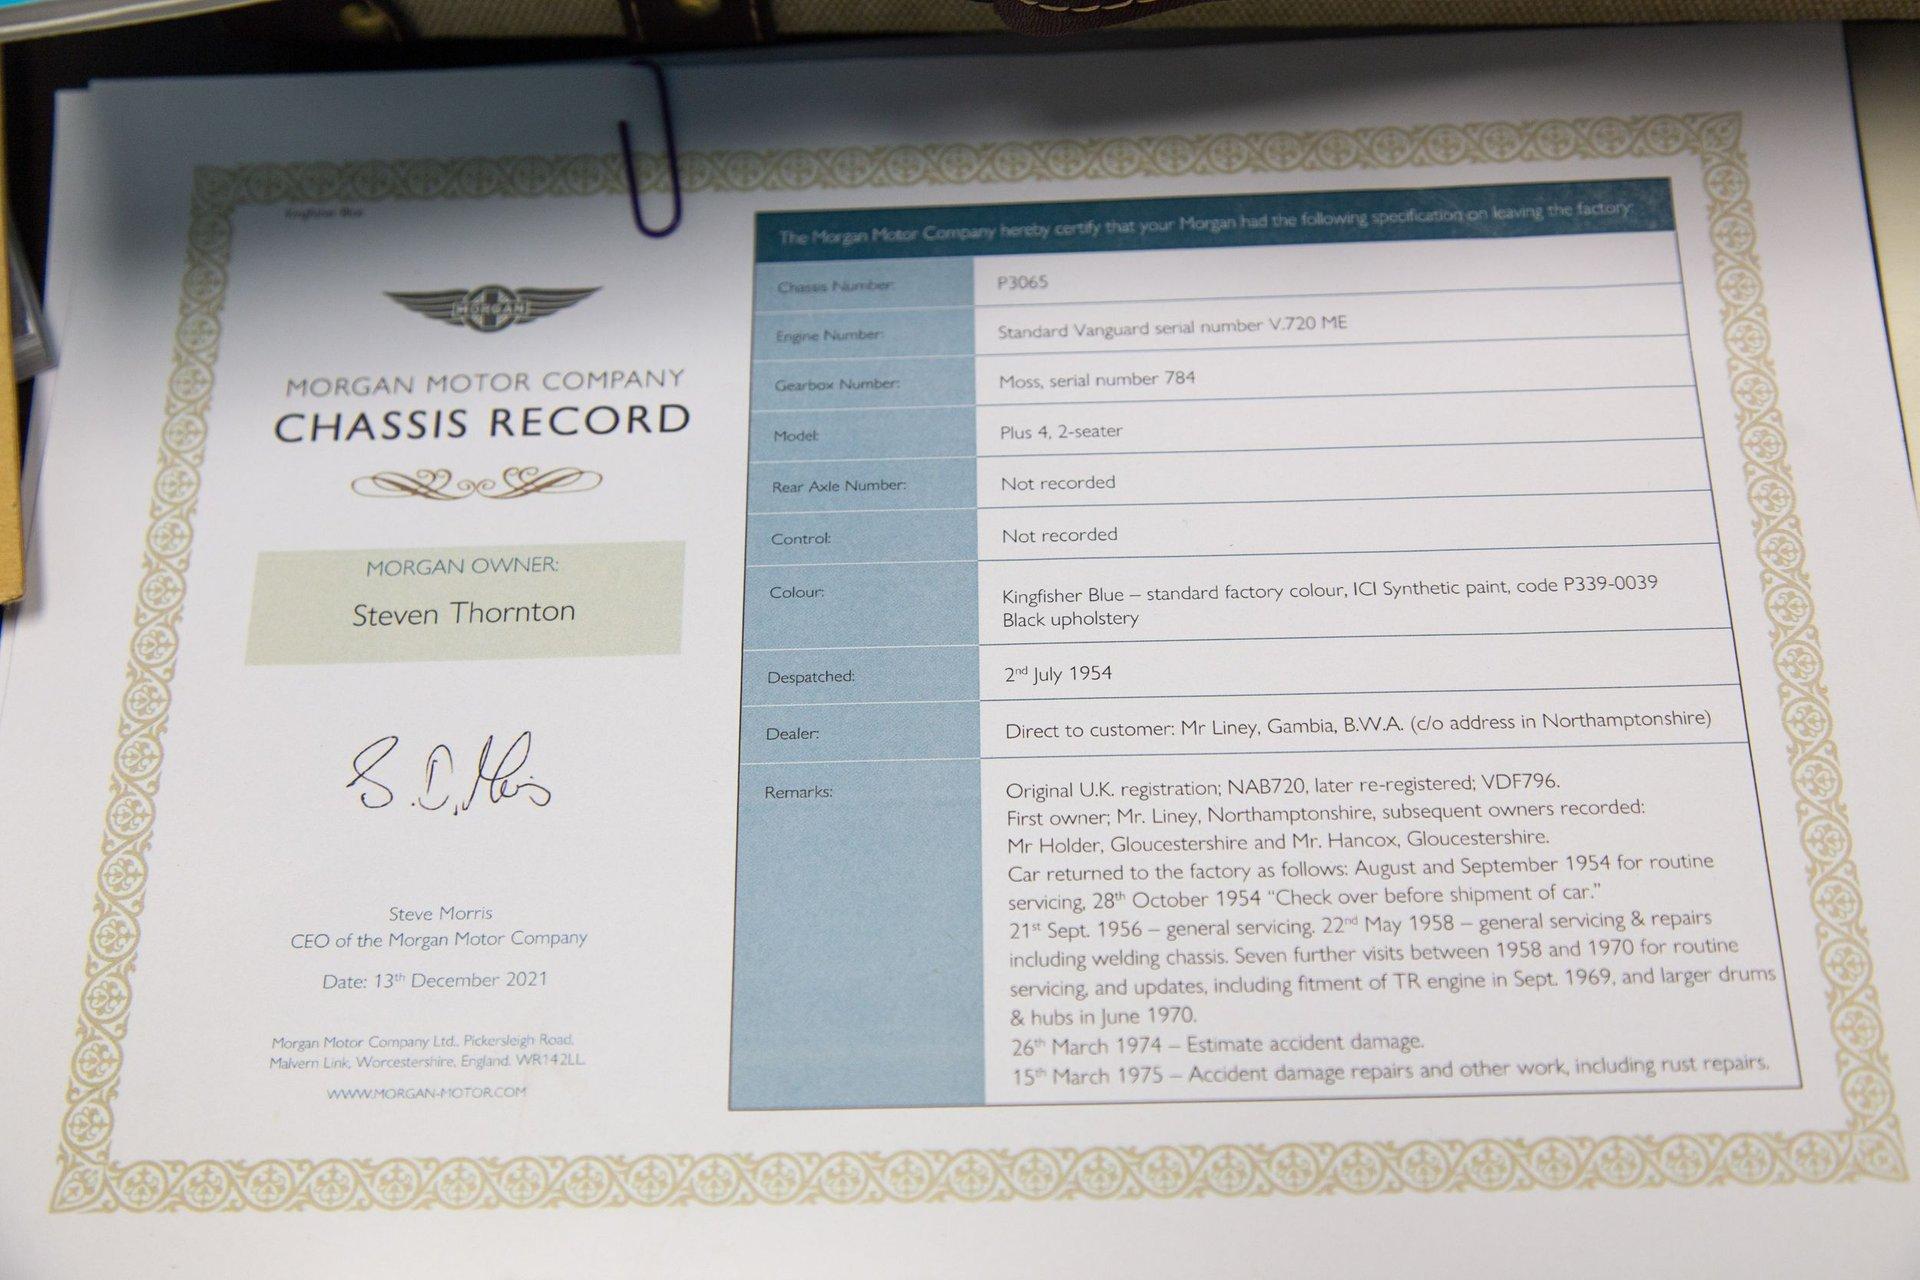 Kingfisher Blue
MORGAN
MORGAN MOTOR COMPANY
CHASSIS RECORD
MORGAN OWNER:
Steven Thornton
Steve Morris
CEO of the Morgan Motor Company
Date: 13th December 2021
Morgan Motor Company Ltd., Pickersleigh Road,
Malvern Link, Worcestershire, England. WR142LL
WWW.MORGAN-MOTOR.COM
The Morgan Motor Company hereby certify that your Morgan had the following specification on leaving the factory:
Chassis Number: P3065
Engine Number: Standard Vanguard serial number V.720 ME
Gearbox Number: Moss, serial number 784
Model: Plus 4, 2-seater
Rear Axle Number: Not recorded
Control: Not recorded
Colour: Kingfisher Blue – standard factory colour, ICI Synthetic paint, code P339-0039
Black upholstery
Despatched: 2nd July 1954
Dealer: Direct to customer: Mr Liney, Gambia, B.W.A. (c/o address in Northamptonshire)
Remarks: Original U.K. registration; NAB720, later re-registered; VDF796.
First owner; Mr. Liney, Northamptonshire, subsequent owners recorded:
Mr Holder, Gloucestershire and Mr. Hancox, Gloucestershire.
Car returned to the factory as follows: August and September 1954 for routine
servicing, 28th October 1954 “Check over before shipment of car.”
21st Sept. 1956 – general servicing. 22nd May 1958 – general servicing & repairs
including welding chassis. Seven further visits between 1958 and 1970 for routine
servicing, and updates, including fitment of TR engine in Sept. 1969, and larger drums
& hubs in June 1970.
26th March 1974 – Estimate accident damage.
15th March 1975 – Accident damage repairs and other work, including rust repairs.